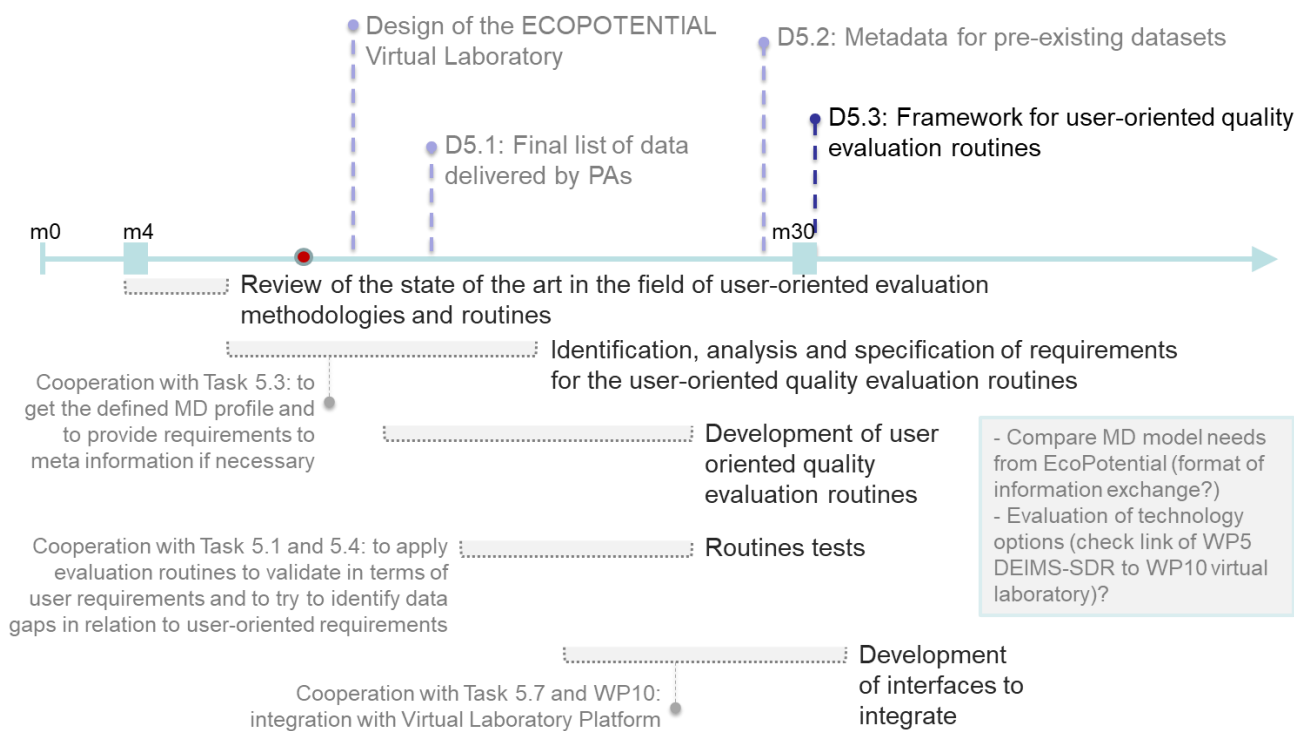 Design of the ECOPOTENTIAL
Virtual Laboratory
D5.2: Metadata for pre-existing datasets
D5.3: Framework for user-oriented quality
evaluation routines
D5.1: Final list of data
delivered by PAs
m0
m4
m30
Review of the state of the art in the field of user-oriented evaluation
methodologies and routines
Identification, analysis and specification of requirements
for the user-oriented quality evaluation routines
Cooperation with Task 5.3: to
get the defined MD profile and
to provide requirements to
meta information if necessary
Development of user
oriented quality
evaluation routines
- Compare MD model needs
from EcoPotential (format of
information exchange?)
- Evaluation of technology
options (check link of WP5
DEIMS-SDR to WP10 virtual
laboratory)?
Cooperation with Task 5.1 and 5.4: to apply
evaluation routines to validate in terms of
user requirements and to try to identify data
gaps in relation to user-oriented requirements
Routines tests
Development
of interfaces to
integrate
Cooperation with Task 5.7 and WP10:
integration with Virtual Laboratory Platform